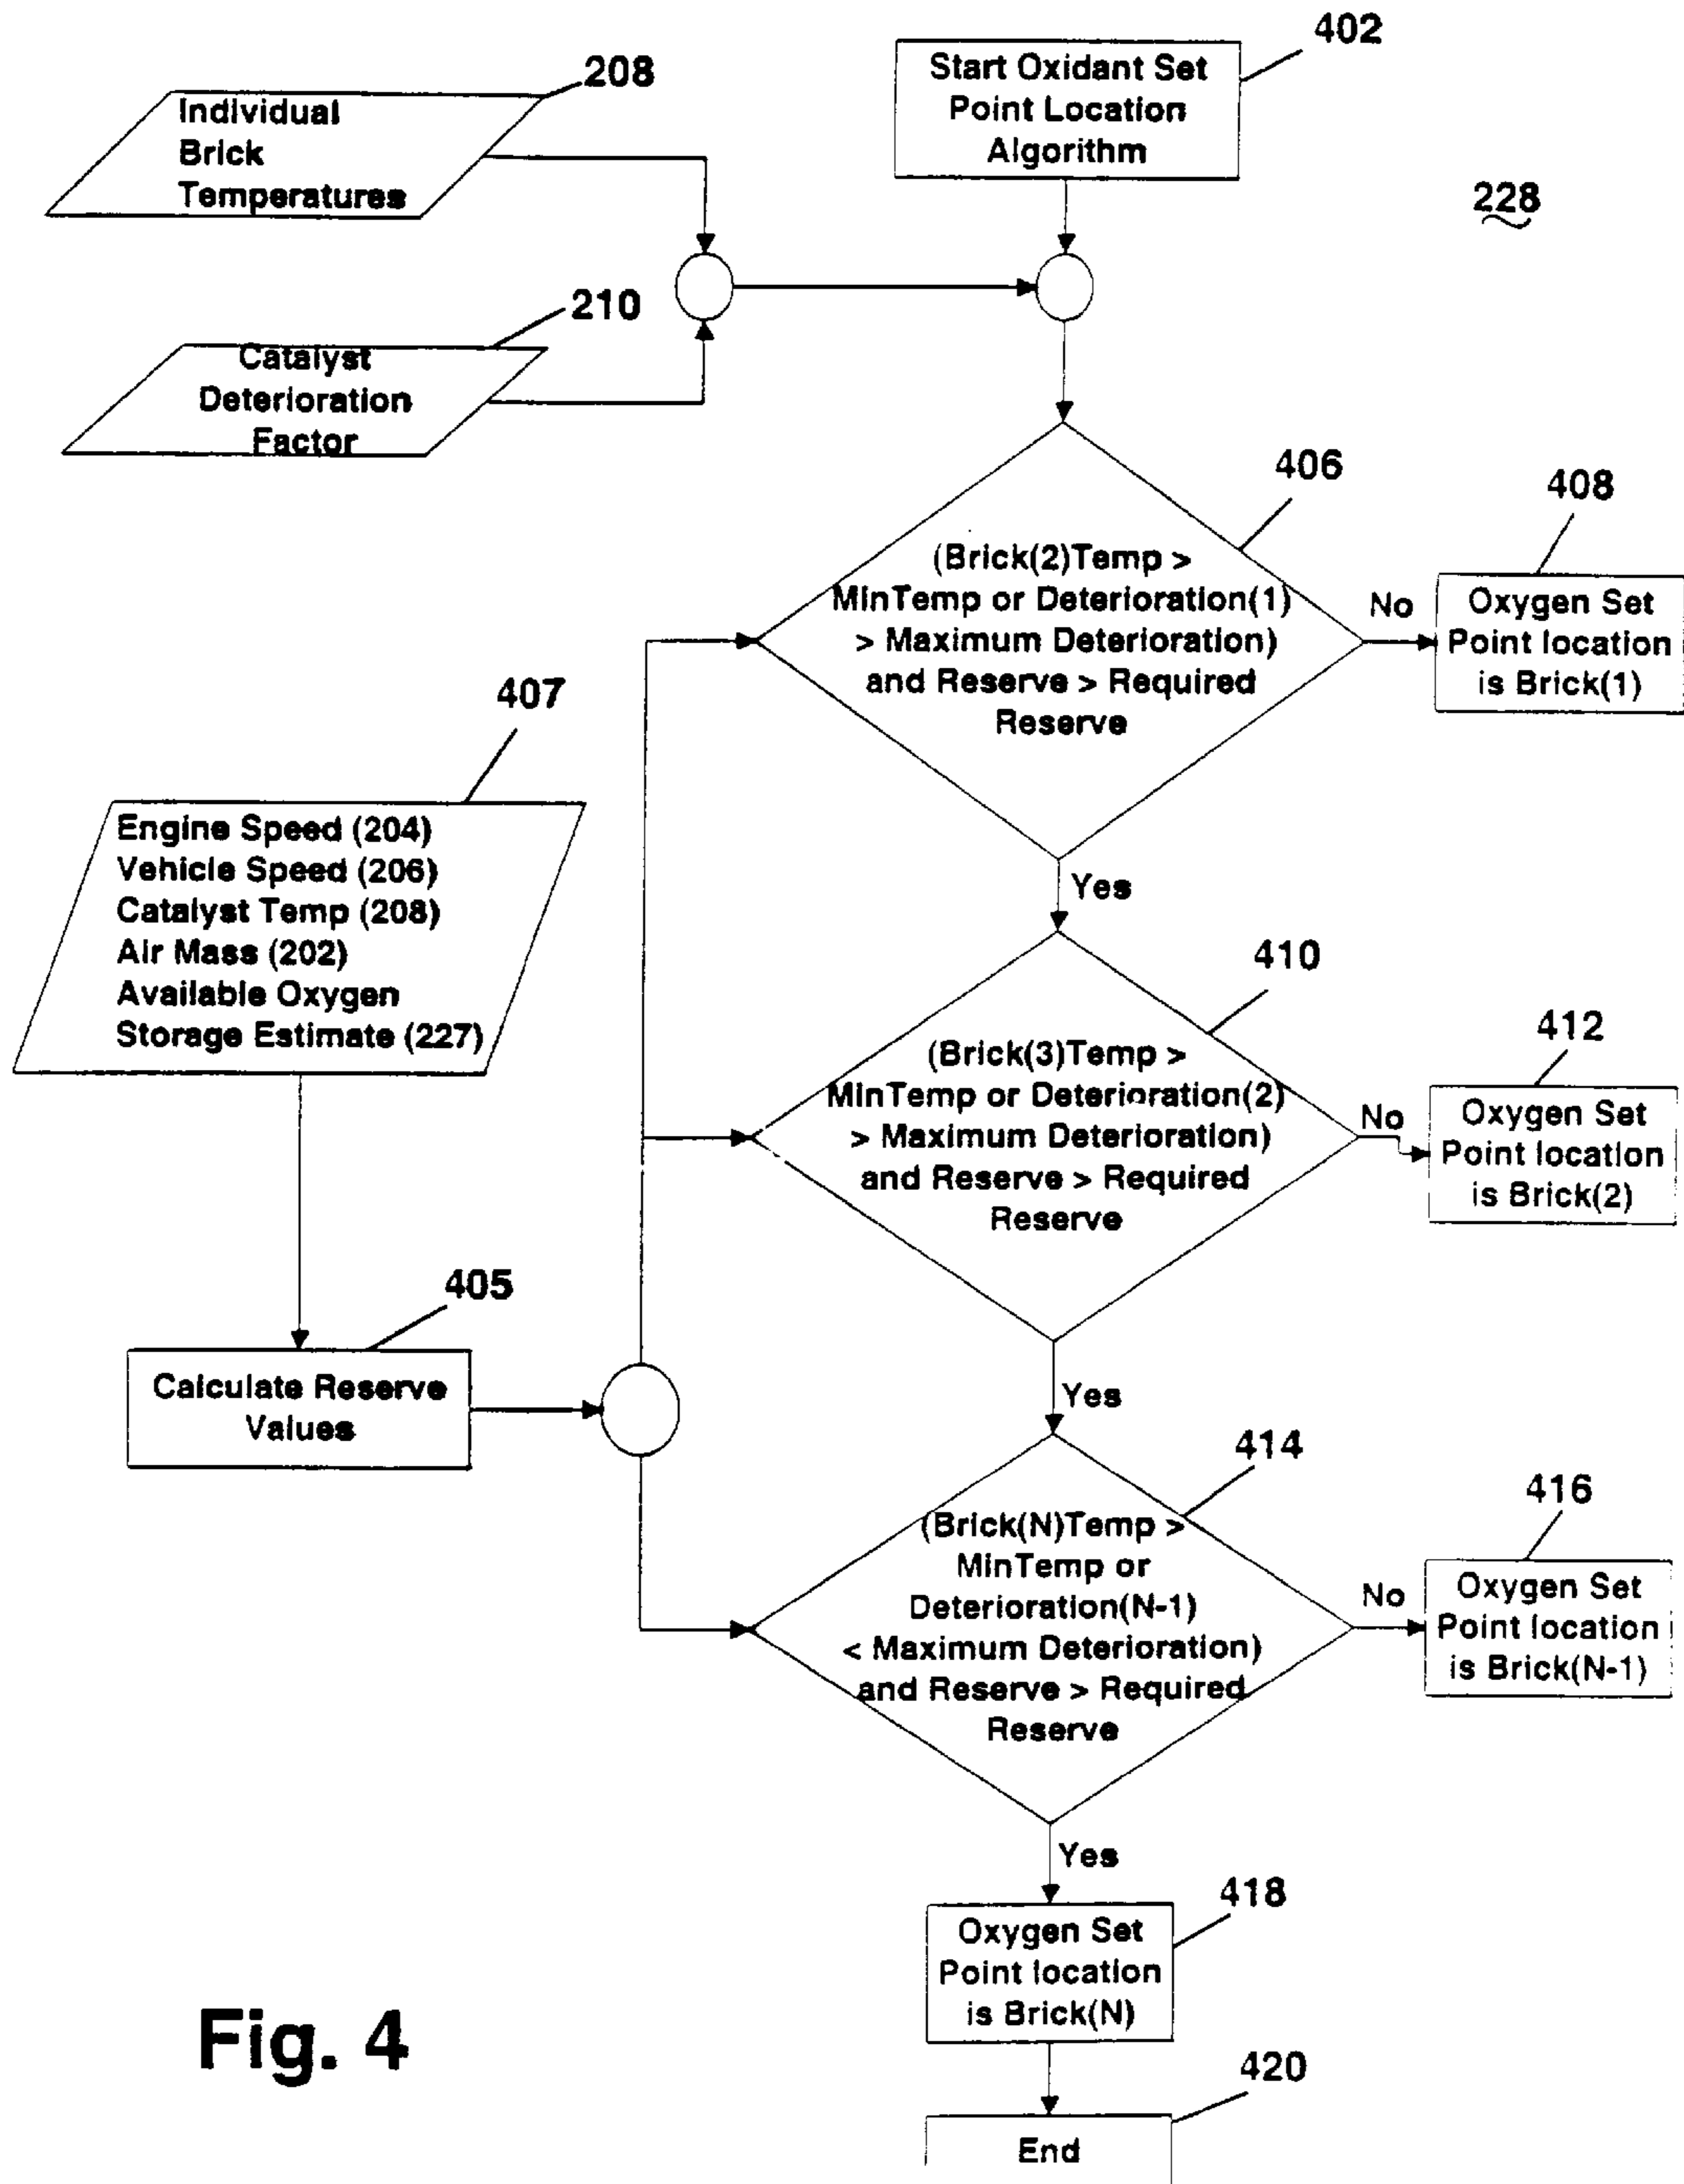 402
Start Oxidant Set
Point Location
Algorithm
208
Individual
Brick
Temperatures
228
210
Catalyst
Deterioration
Factor
406
(Brick(2)Temp >
MinTemp or Deterioration(1)
> Maximum Deterioration)
and Reserve > Required
Reserve
No
408
Oxygen Set
Point location
is Brick(1)
407
Engine Speed (204)
Vehicle Speed (206)
Catalyst Temp (208)
Air Mass (202)
Available Oxygen
Storage Estimate (227)
Yes
410
(Brick(3)Temp >
MinTemp or Deterioration(2)
> Maximum Deterioration)
and Reserve > Required
Reserve
No
412
Oxygen Set
Point location
is Brick(2)
405
Calculate Reserve
Values
Yes
414
(Brick(N)Temp >
MinTemp or
Deterioration(N-1)
< Maximum Deterioration)
and Reserve > Required
Reserve
No
416
Oxygen Set
Point location
is Brick(N-1)
Yes
418
Oxygen Set
Point location
is Brick(N)
420
End
Fig. 4